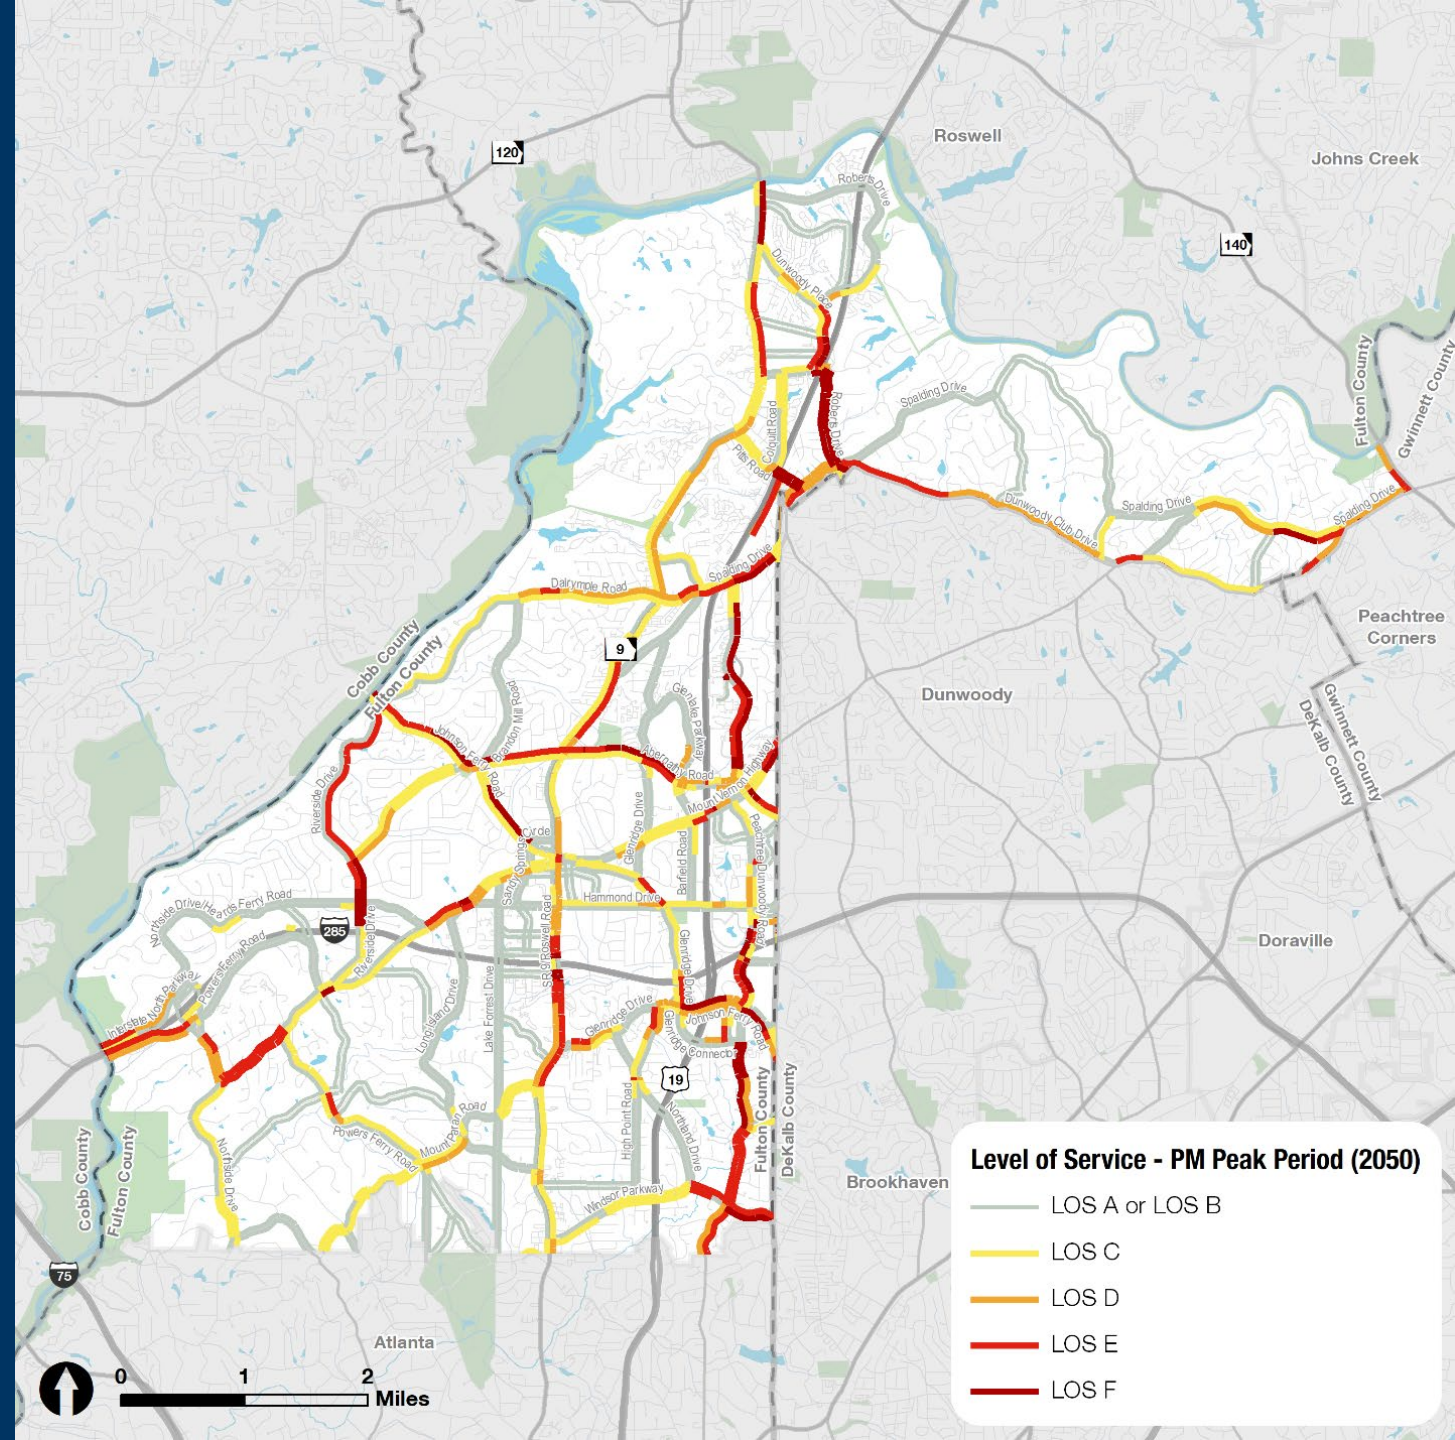 Roswell
Johns Creek
120
140
Roberts Drive
Dunwoody Place
Fulton County
Gwinnett County
Spalding Drive
Roberts Drive
Colquitt Road
Pitts Road
Spalding Drive
Spalding Drive
Dunwoody Club Drive
Spalding Drive
Dalrymple Road
Peachtree
Corners
Cobb County
Fulton County
9
Dunwoody
Gwinnett County
DeKalb County
Brandon Mill Road
Glenlake Parkway
Johnson Ferry Road
Abernathy Road
Mount Vernon Highway
Riverside Drive
Sandy Springs Circle
Glenridge Drive
Barfield Road
Peachtree Dunwoody Road
Hammond Drive
Northside Drive/Heards Ferry Road
285
Riverside Drive
Powers Ferry Road
SR 9/Roswell Road
Doraville
Interstate North Parkway
Long Island Drive
Lake Forrest Drive
Glenridge Drive
Glenridge Drive
Johnson Ferry Road
Glenridge Connector
19
Fulton County
DeKalb County
High Point Road
Northland Drive
Cobb County
Fulton County
Northside Drive
Powers Ferry Road
Mount Paran Road
Windsor Parkway
Brookhaven
75
Atlanta
0 1 2
Miles
Level of Service - PM Peak Period (2050)
LOS A or LOS B
LOS C
LOS D
LOS E
LOS F